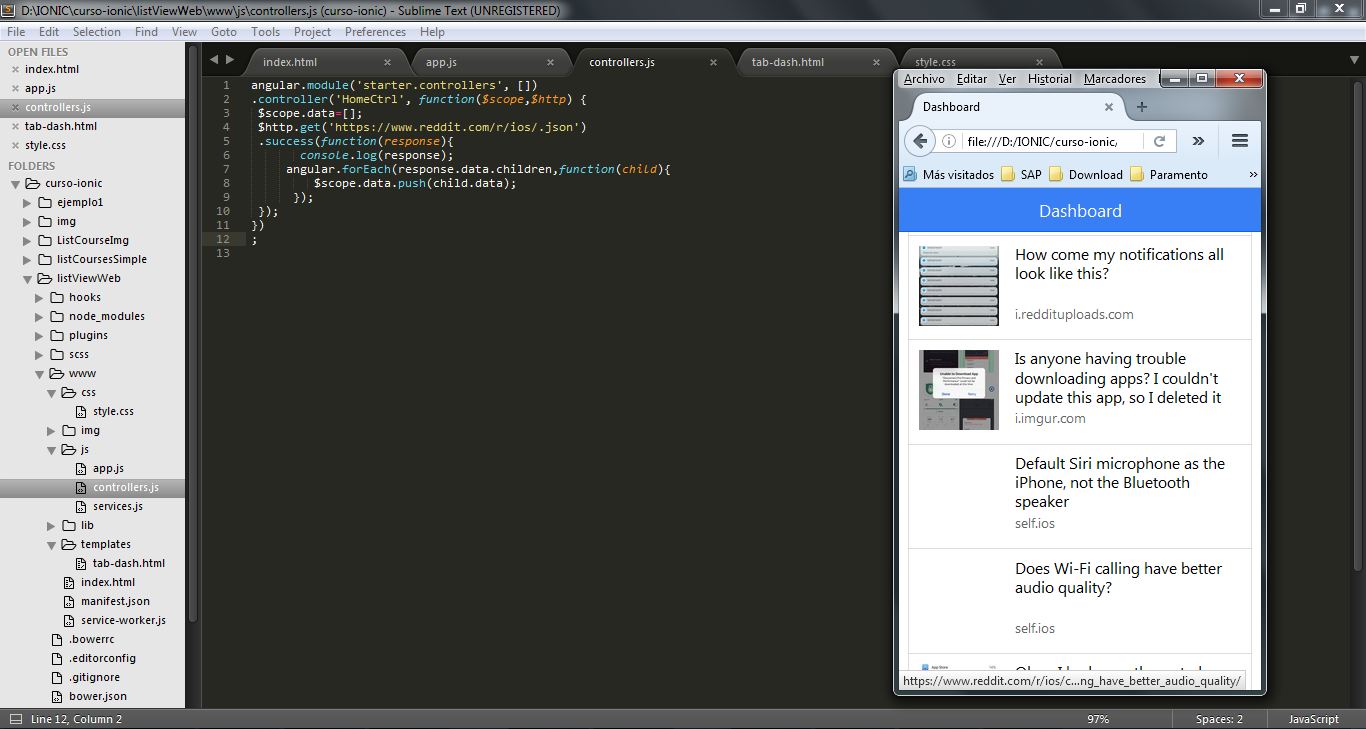 D:\IONIC\curso-ionic\listViewWeb\www\js\controllers.js (curso-ionic) - Sublime Text (UNREGISTERED)
File Edit Selection Find View Goto Tools Project Preferences Help
OPEN FILES
index.html
app.js
controllers.js
tab-dash.html
style.css
FOLDERS
curso-ionic
ejemplo1
img
ListCourseImg
listCoursesSimple
listViewWeb
hooks
node_modules
plugins
scss
www
css
style.css
img
js
app.js
controllers.js
services.js
lib
templates
tab-dash.html
index.html
manifest.json
service-worker.js
.bowerrc
.editorconfig
.gitignore
bower.json
index.html app.js controllers.js tab-dash.html style.css
1 angular.module('starter.controllers', [])
2 .controller('HomeCtrl', function($scope,$http) {
3 $scope.data=[];
4 $http.get('https://www.reddit.com/r/ios/.json')
5 .success(function(response){
6 console.log(response);
7 angular.forEach(response.data.children,function(child){
8 $scope.data.push(child.data);
9 });
10 });
11 })
12 ;
13
Archivo Editar Ver Historial Marcadores
Dashboard
file:///D:/IONIC/curso-ionic/
Más visitados SAP Download Paramento
Dashboard
How come my notifications all
look like this?
i.reddituploads.com
Unable to Download App
Is anyone having trouble
downloading apps? I couldn't
update this app, so I deleted it
i.imgur.com
Default Siri microphone as the
iPhone, not the Bluetooth
speaker
self.ios
Does Wi-Fi calling have better
audio quality?
self.ios
App Store
https://www.reddit.com/r/ios/c...ng_have_better_audio_quality/
Line 12, Column 2 97% Spaces: 2 JavaScript